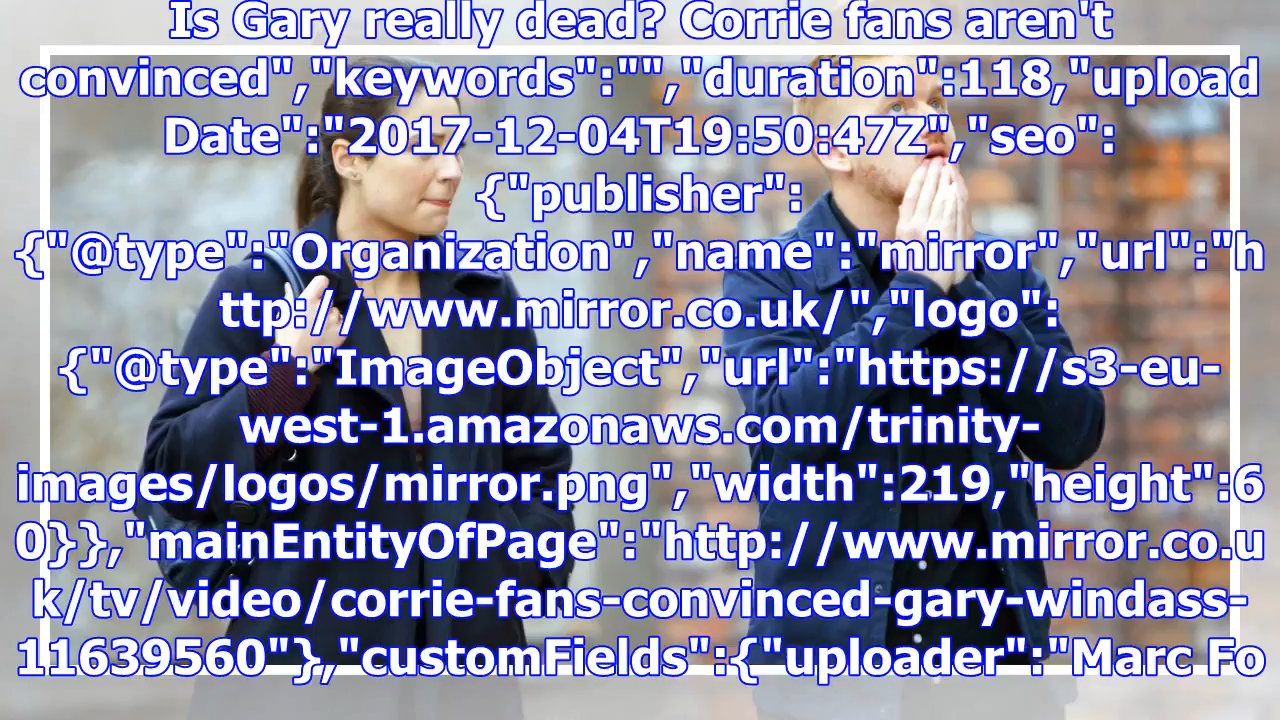 Is Gary really dead? Corrie fans aren't
convinced","keywords":"","duration":118,"upload
Date":"2017-12-04T19:50:47Z","seo":
{"publisher":
{"@type":"Organization","name":"mirror","url":"h
ttp://www.mirror.co.uk/","logo":
{"@type":"ImageObject","url":"https://s3-eu-
west-1.amazonaws.com/trinity-
images/logos/mirror.png","width":219,"height":6
0}},"mainEntityOfPage":"http://www.mirror.co.u
k/tv/video/corrie-fans-convinced-gary-windass-
11639560"},"customFields":{"uploader":"Marc Fo